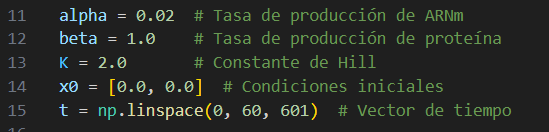 11 alpha = 0.02  # Tasa de producción de ARNm
12 beta = 1.0   # Tasa de producción de proteína
13 K = 2.0      # Constante de Hill
14 x0 = [0.0, 0.0]  # Condiciones iniciales
15 t = np.linspace(0, 60, 601)  # Vector de tiempo